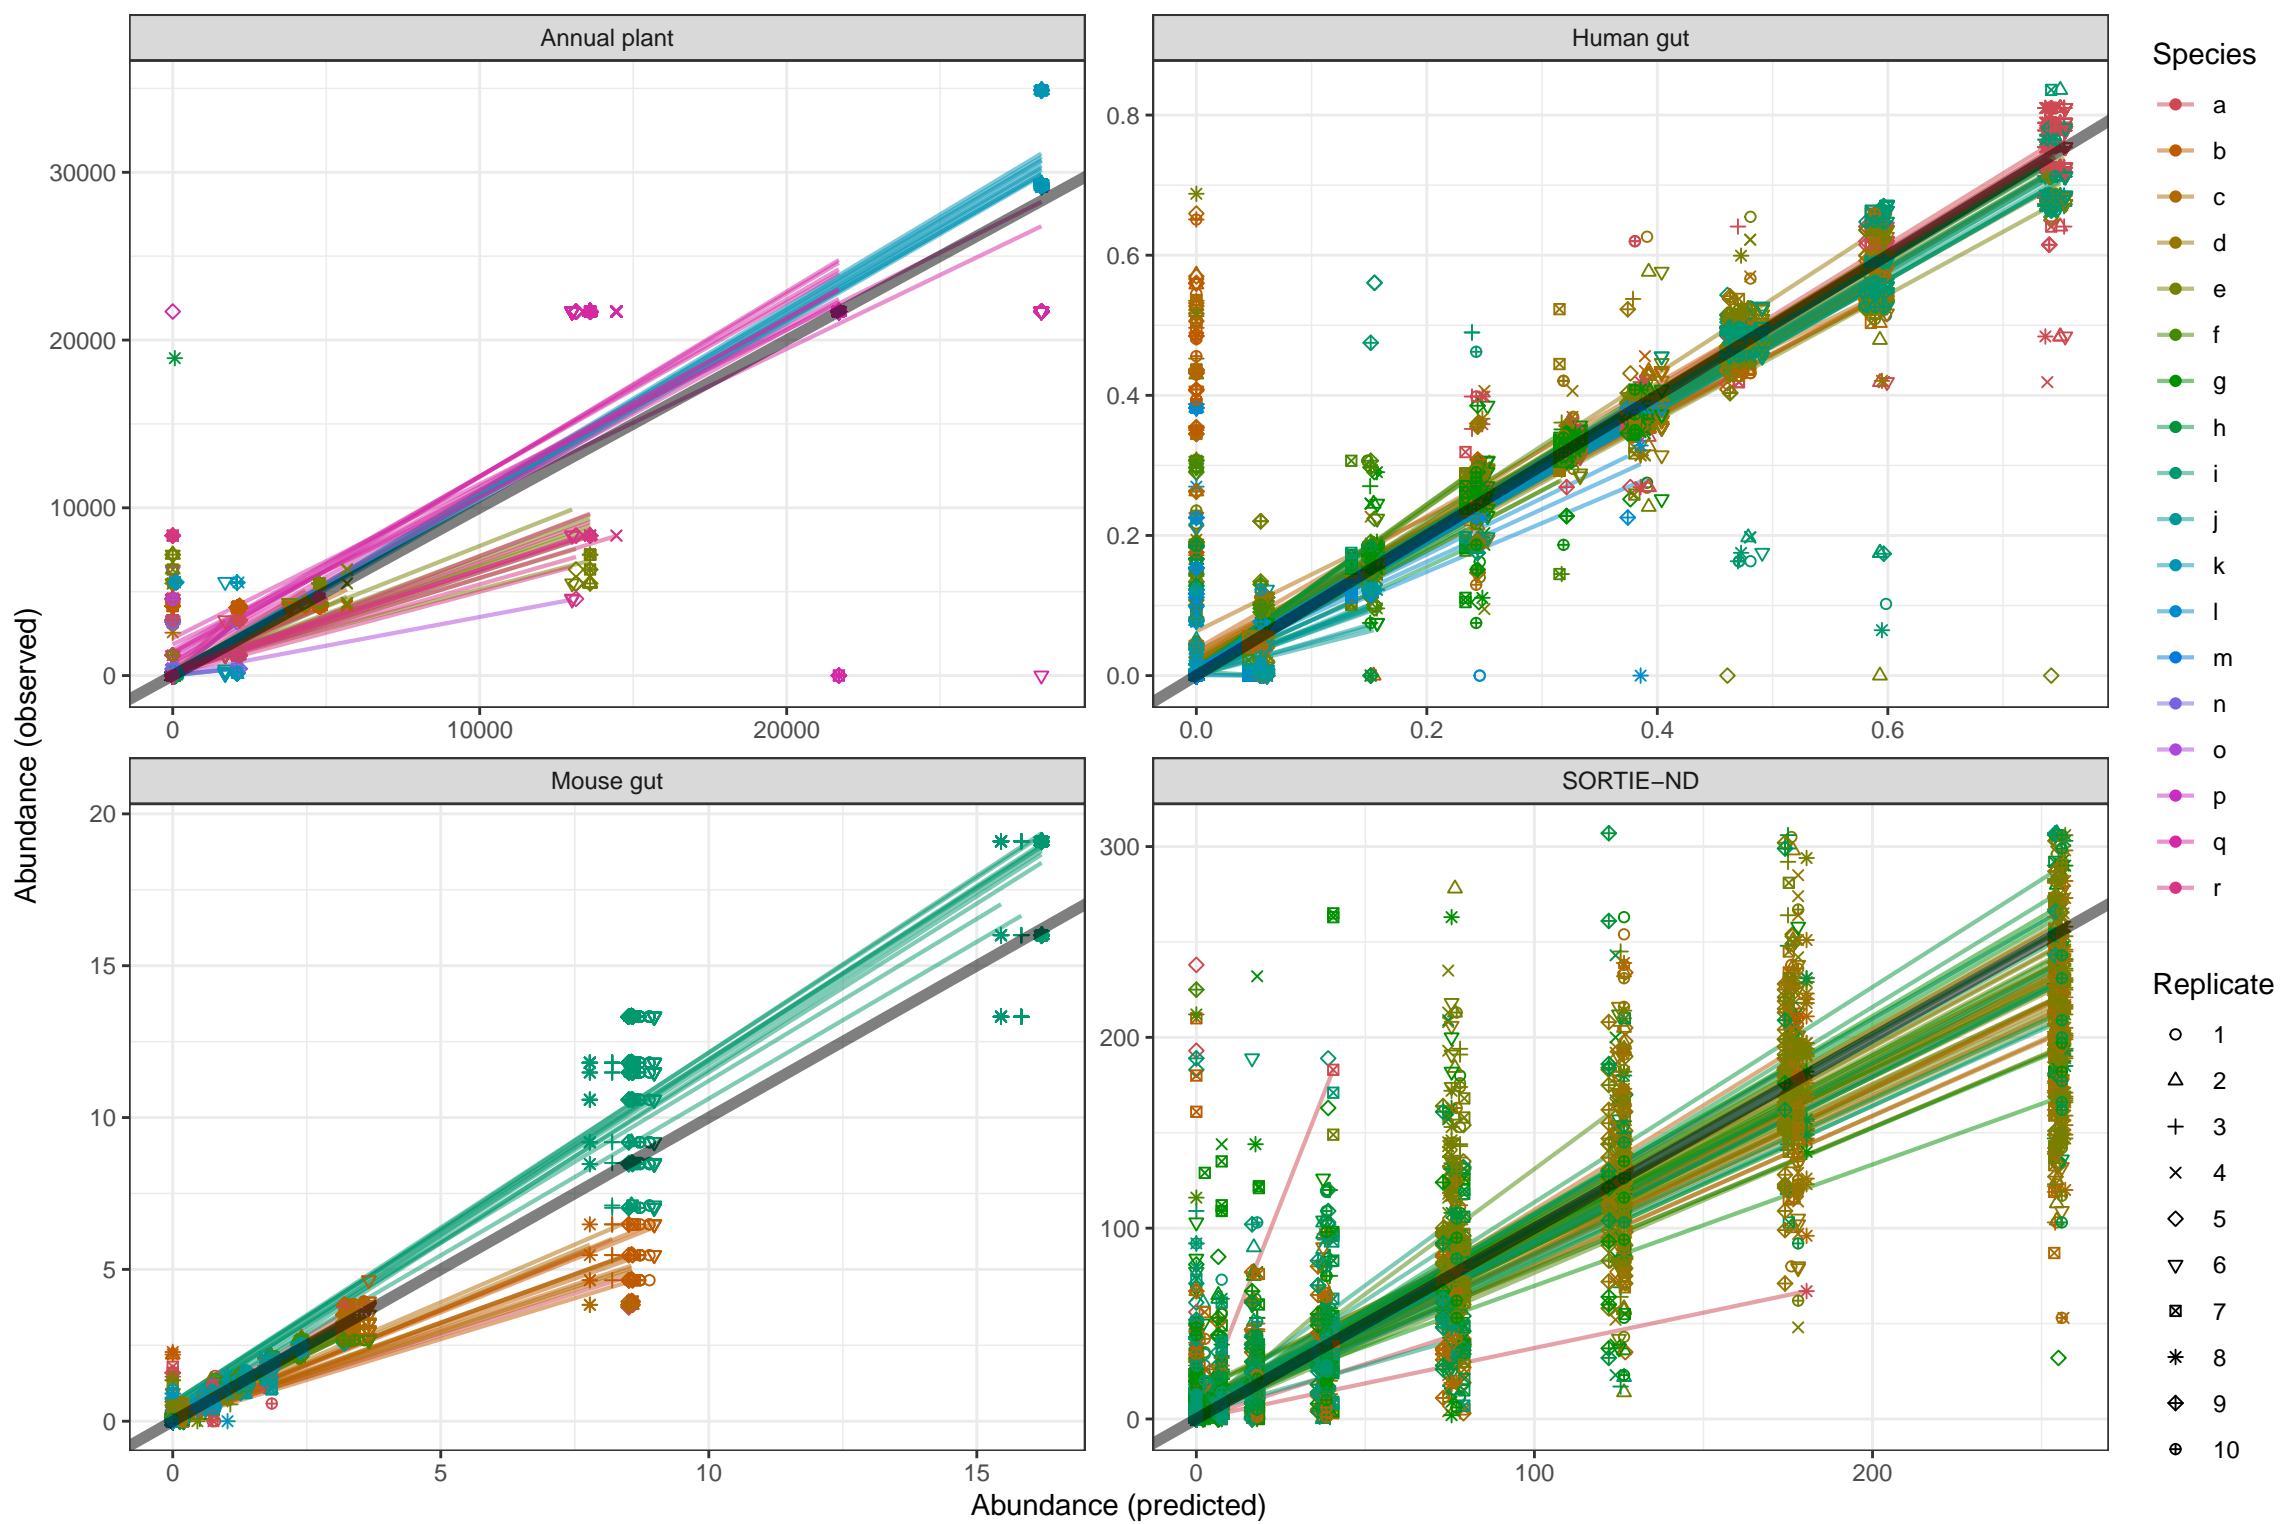 Annual plant
Human gut
Species
a
b
c
d
e
f
g
h
i
j
k
l
m
n
o
p
q
r
30000
20000
10000
0
0
10000
20000
0.8
0.6
0.4
0.2
0.0
0.0
0.2
0.4
0.6
Abundance (observed)
Mouse gut
SORTIE−ND
20
15
10
5
0
0
5
10
15
300
200
100
0
0
100
200
Abundance (predicted)
Replicate
1
2
3
4
5
6
7
8
9
10